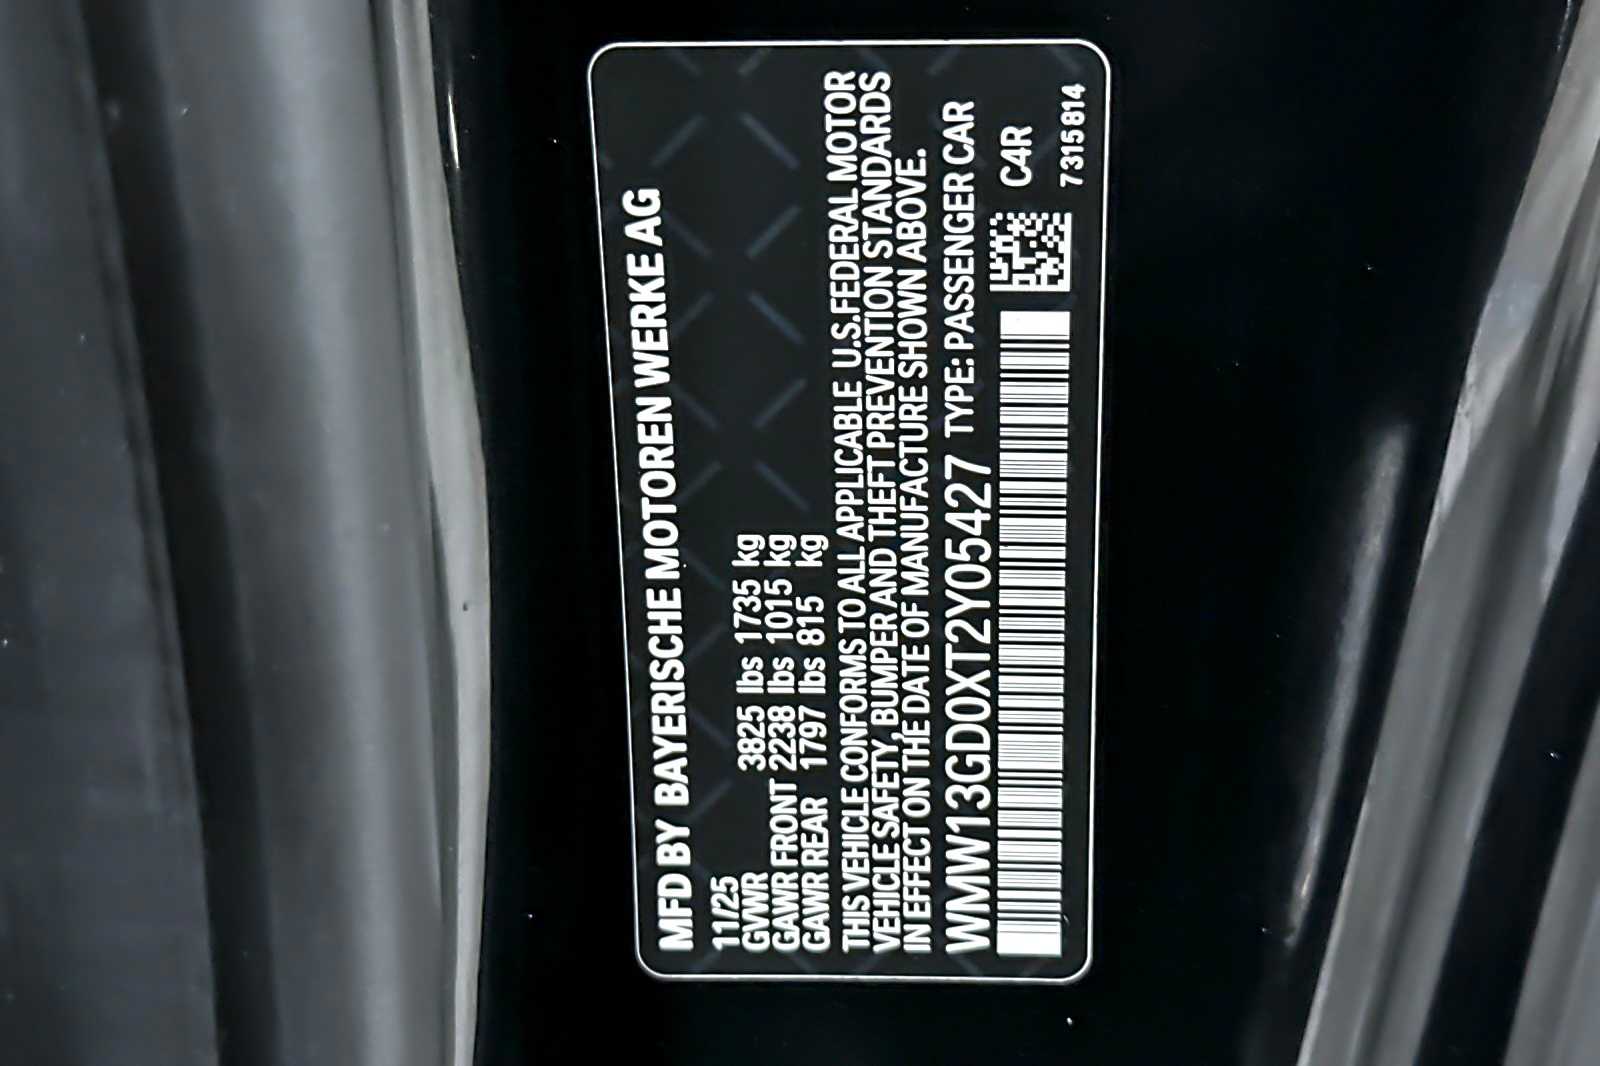 MFD BY BAYERISCHE MOTOREN WERKE AG
11/25
GVWR 3825 lbs 1735 kg
GAWR FRONT 2238 lbs 1015 kg
GAWR REAR 1797 lbs 815 kg
THIS VEHICLE CONFORMS TO ALL APPLICABLE U.S.FEDERAL MOTOR
VEHICLE SAFETY, BUMPER AND THEFT PREVENTION STANDARDS
IN EFFECT ON THE DATE OF MANUFACTURE SHOWN ABOVE.
WMW13GD0XT2Y05427 TYPE: PASSENGER CAR
C4R
7315814